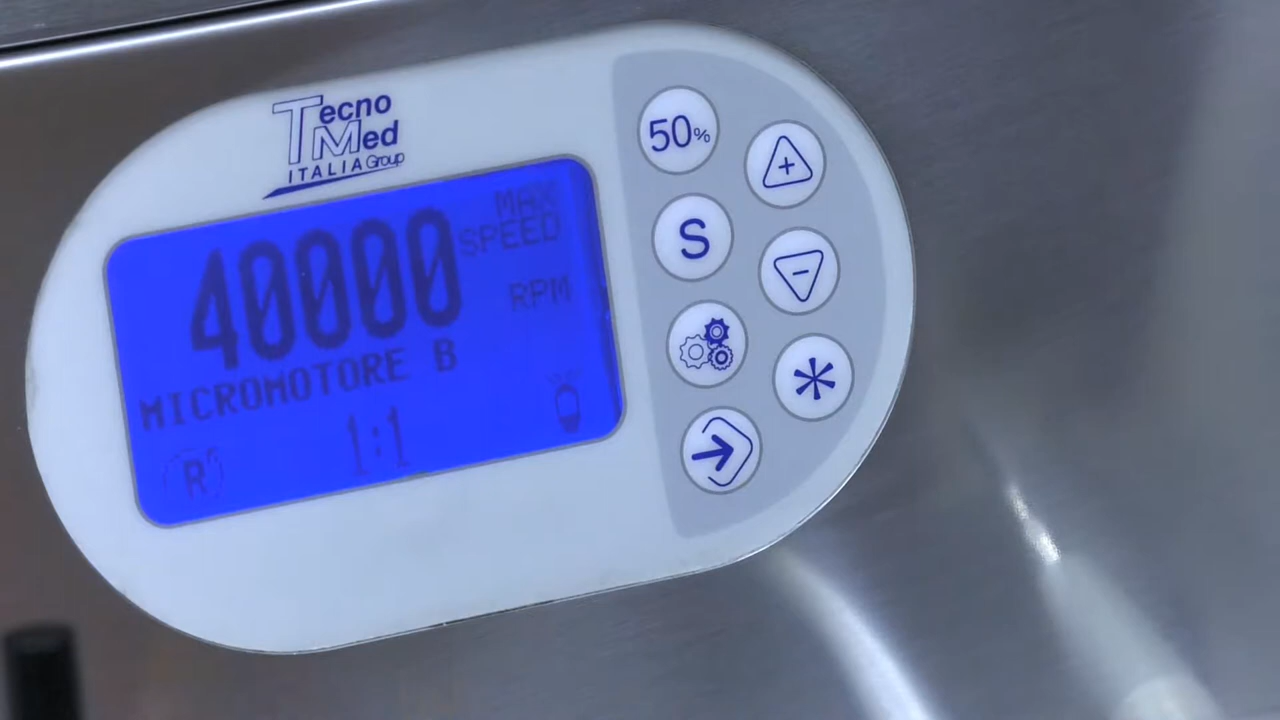 Tecno
Med
ITALIA Group
40000
MAX
SPEED
RPM
MICROMOTORE B
R
1:1
50%
+
S
-
*